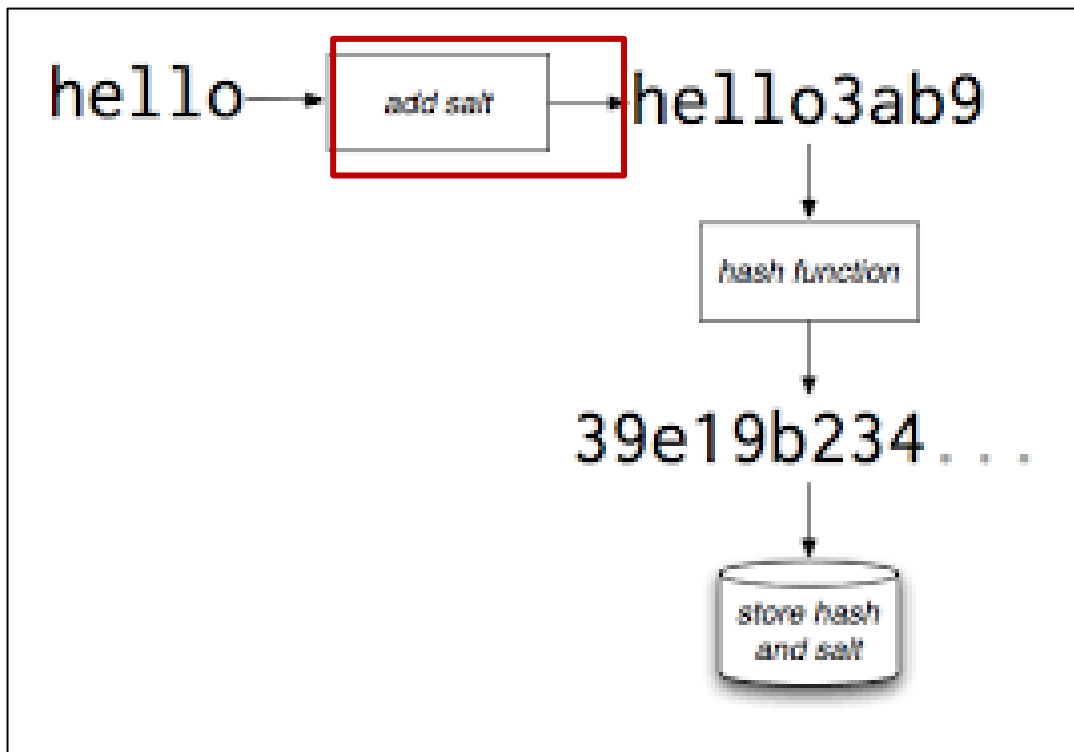 hello
add salt
hello3ab9
hash function
39e19b234...
store hash
and salt